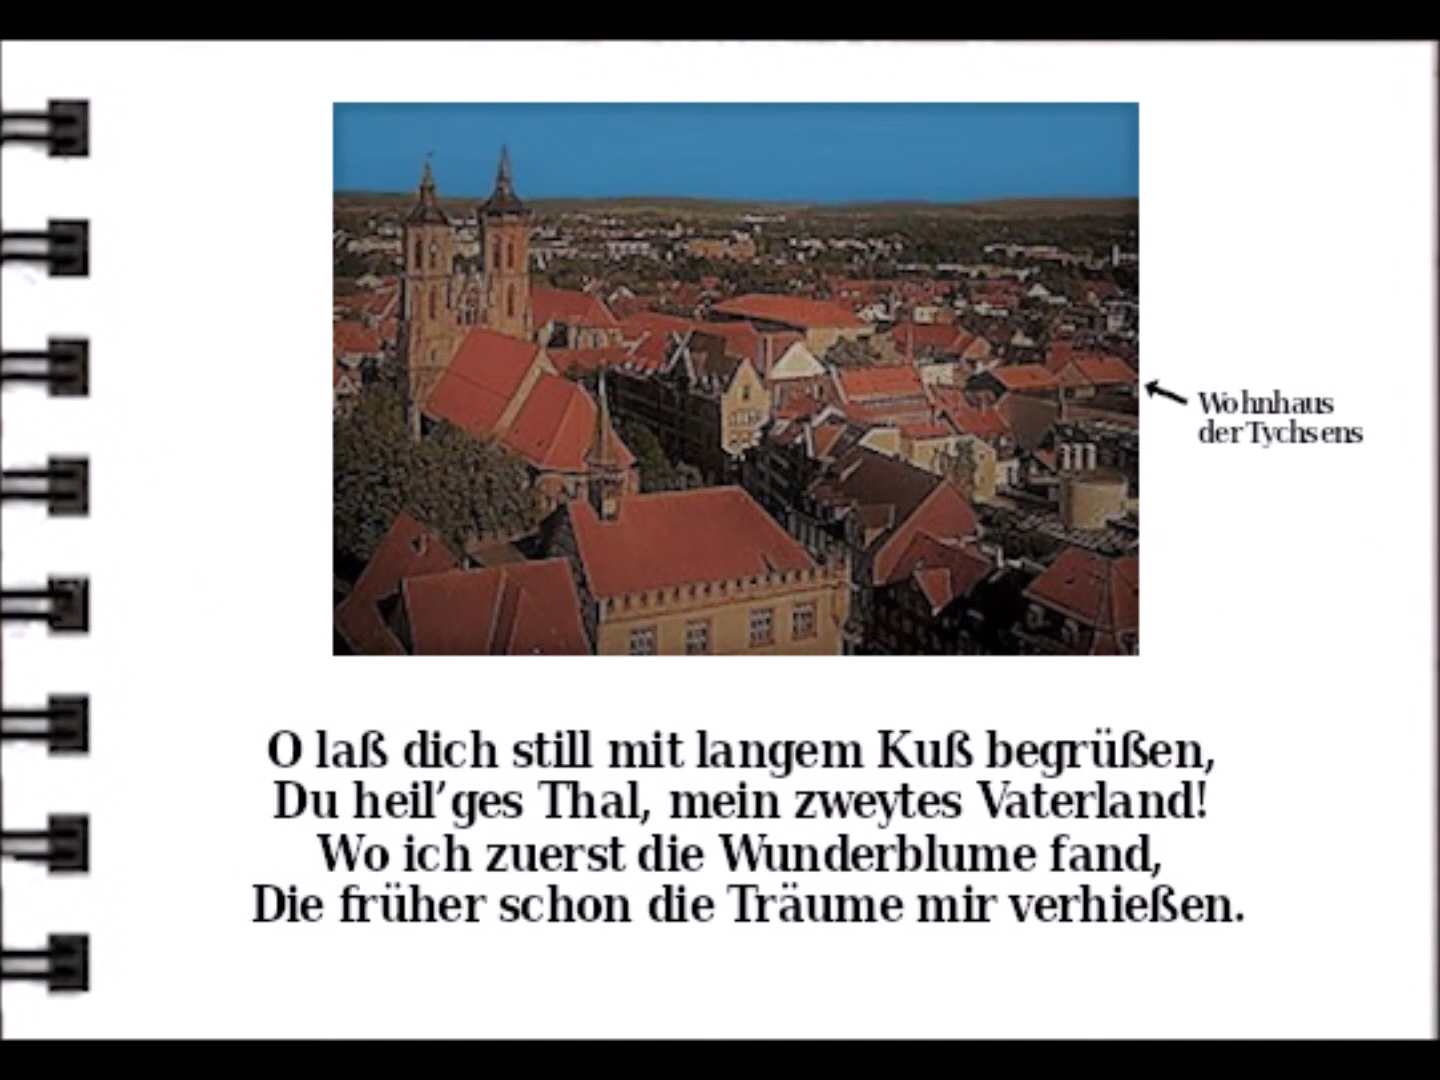 Wohnhaus
der Tychsens
O laß dich still mit langem Kuß begrüßen,
Du heil’ges Thal, mein zweytes Vaterland!
Wo ich zuerst die Wunderblume fand,
Die früher schon die Träume mir verhießen.